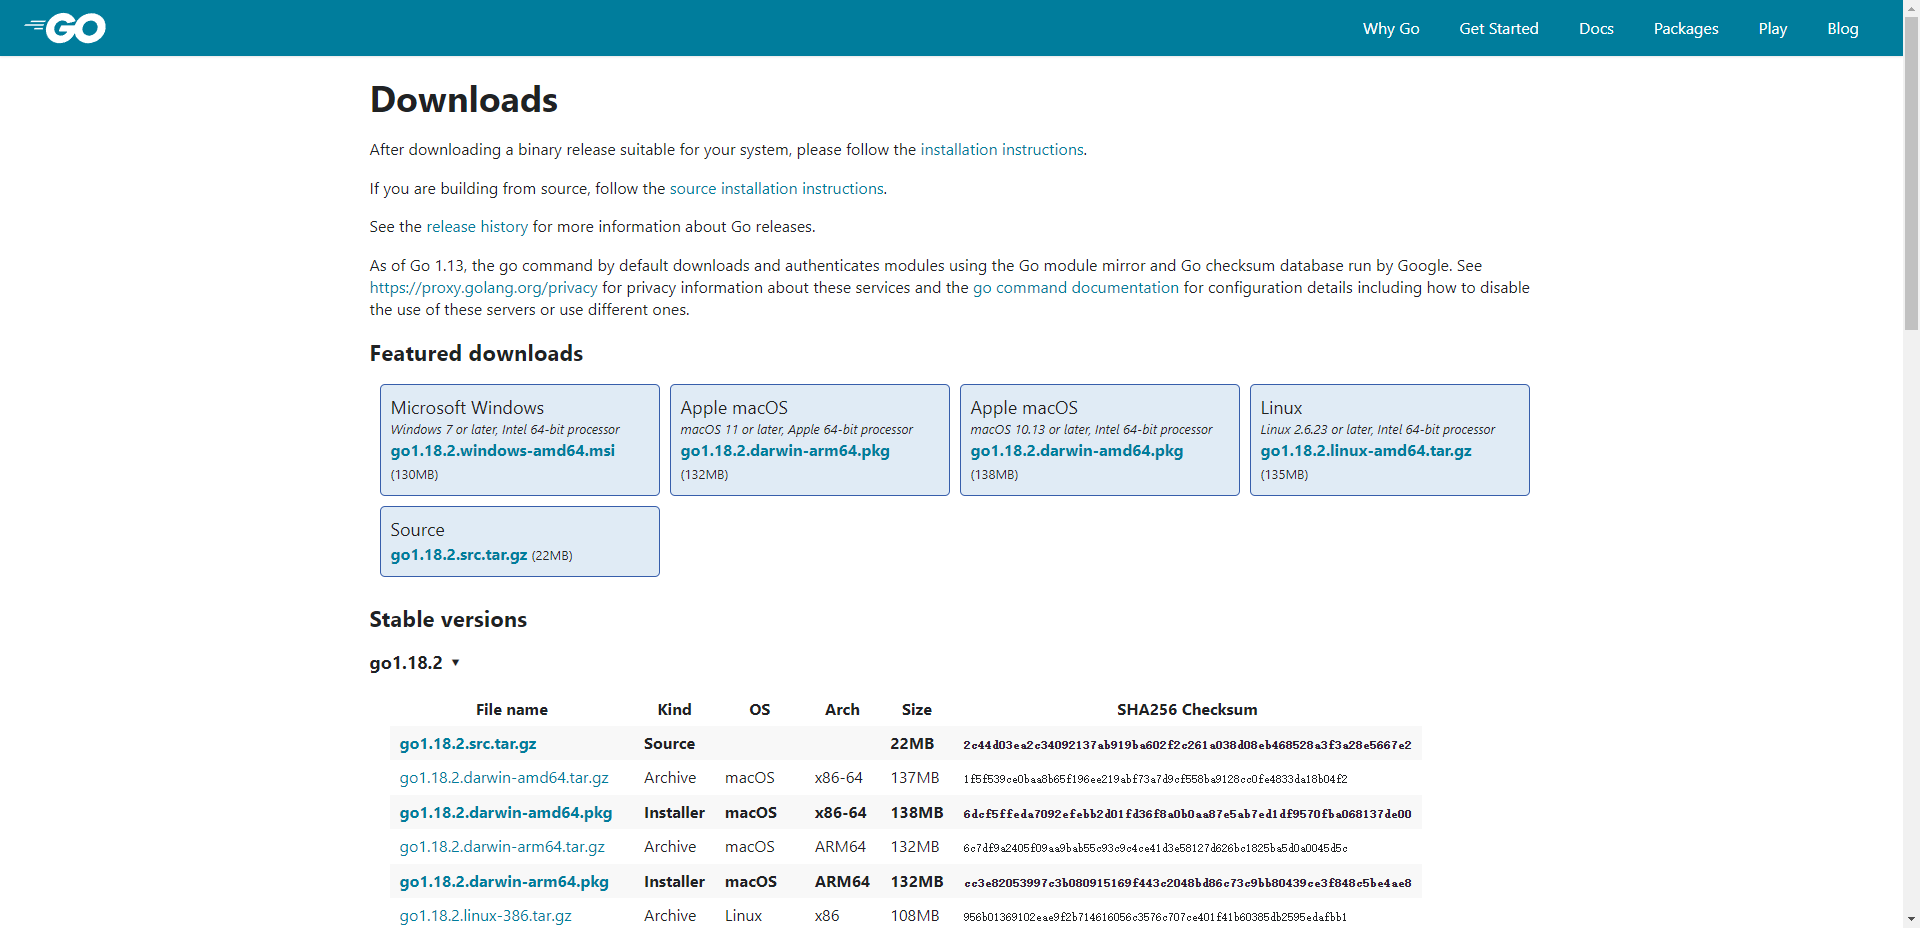 GO
Why Go Get Started Docs Packages Play Blog
Downloads
After downloading a binary release suitable for your system, please follow the installation instructions.
If you are building from source, follow the source installation instructions.
See the release history for more information about Go releases.
As of Go 1.13, the go command by default downloads and authenticates modules using the Go module mirror and Go checksum database run by Google. See
https://proxy.golang.org/privacy for privacy information about these services and the go command documentation for configuration details including how to disable
the use of these servers or use different ones.
Featured downloads
Microsoft Windows
Windows 7 or later, Intel 64-bit processor
go1.18.2.windows-amd64.msi
(130MB)
Apple macOS
macOS 11 or later, Apple 64-bit processor
go1.18.2.darwin-arm64.pkg
(132MB)
Apple macOS
macOS 10.13 or later, Intel 64-bit processor
go1.18.2.darwin-amd64.pkg
(138MB)
Linux
Linux 2.6.23 or later, Intel 64-bit processor
go1.18.2.linux-amd64.tar.gz
(135MB)
Source
go1.18.2.src.tar.gz (22MB)
Stable versions
go1.18.2 ▾
File name Kind OS Arch Size SHA256 Checksum
go1.18.2.src.tar.gz Source 22MB 2c44d03ea2c34092137ab919ba602f2c261a038d08eb468528a3f3a28e5667e2
go1.18.2.darwin-amd64.tar.gz Archive macOS x86-64 137MB 1f5f539ce0baa8b65f196ee219abf73a7d9cf558ba9128cc0fe4833da18b04f2
go1.18.2.darwin-amd64.pkg Installer macOS x86-64 138MB 6dcf5ffeda7092efebb2d01fd36f8a0b0aa87e5ab7ed1df9570fba068137de00
go1.18.2.darwin-arm64.tar.gz Archive macOS ARM64 132MB 6c7df9a2405f09aa9bab55c93c9c4ce41d3e58127d626bc1825ba5d0a0045d5c
go1.18.2.darwin-arm64.pkg Installer macOS ARM64 132MB cc3e82053997c3b080915169f443c2048bd86c73c9bb80439ce3f848c5be4ae8
go1.18.2.linux-386.tar.gz Archive Linux x86 108MB 956b01369102eae9f2b714616056c3576c707ce401f41b60385db2595edafbb1